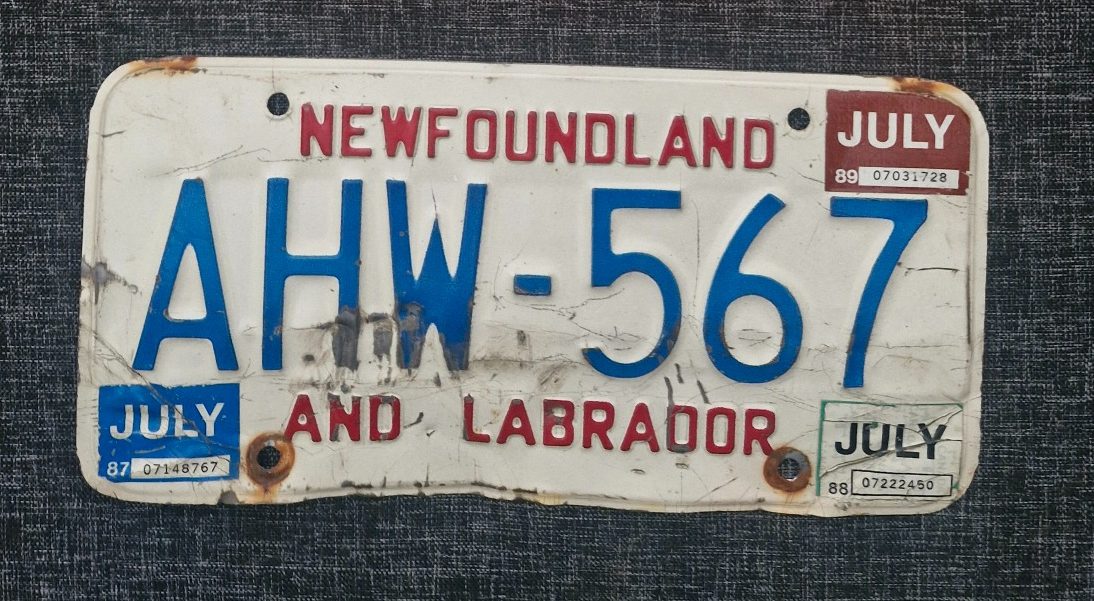 NEWFOUNDLAND
JULY
89 07031728
AHW-567
JULY
87 07148767
AND LABRADOR
JULY
88 07222450